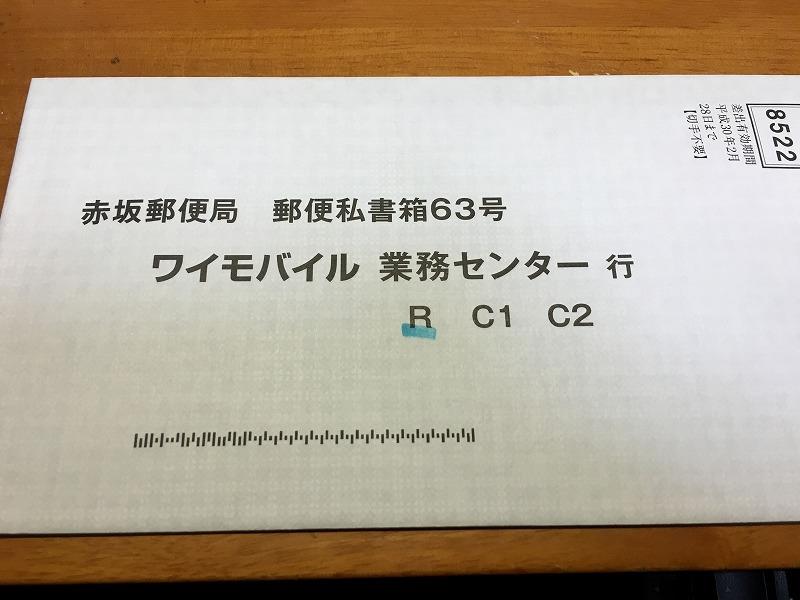 赤坂郵便局 郵便私書箱63号
ワイモバイル 業務センター 行
R C1 C2
8522
差出有効期間
平成30年2月
28日まで
【切手不要】